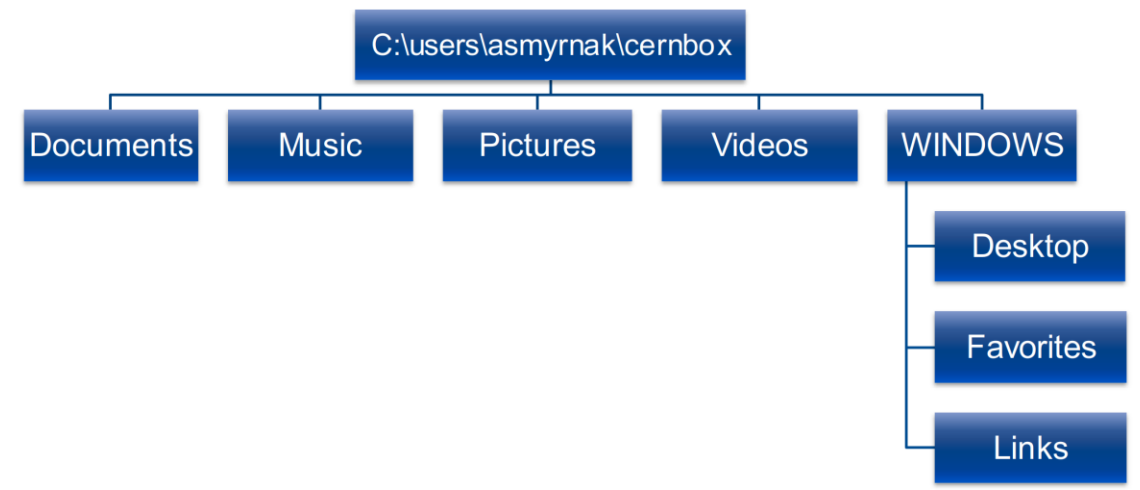 C:\users\asmyrnak\cernbox
Documents
Music
Pictures
Videos
WINDOWS
Desktop
Favorites
Links